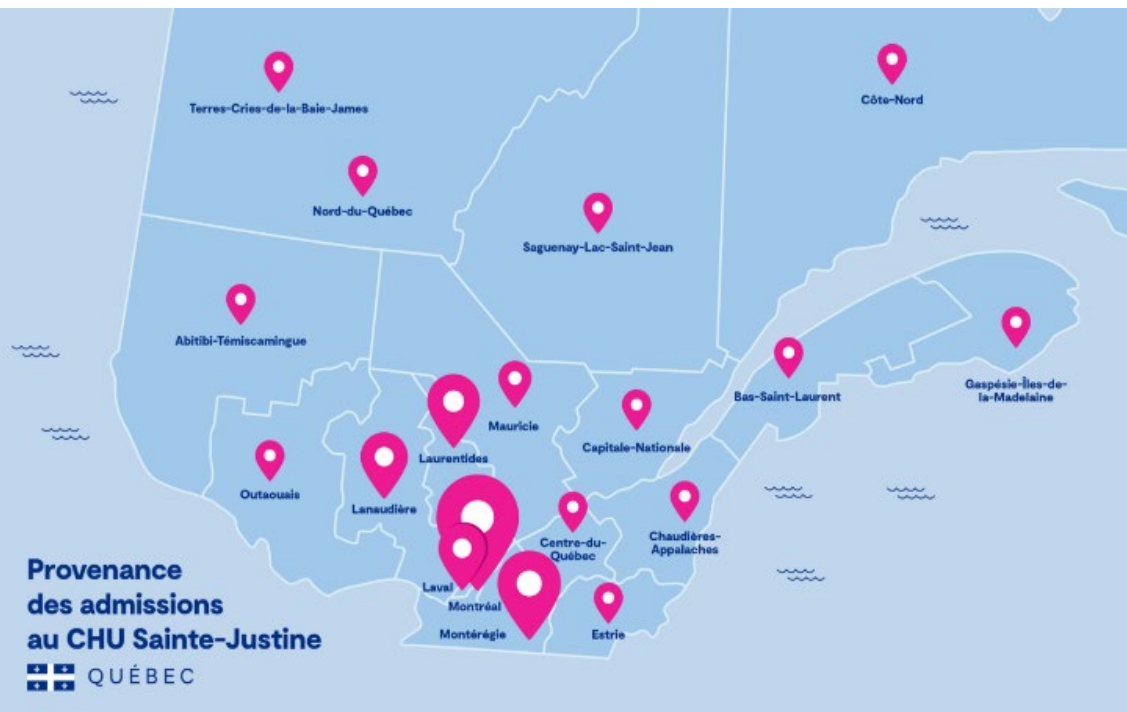 Terres-Cries-de-la-Baie-James
Côte-Nord
Nord-du-Québec
Saguenay-Lac-Saint-Jean
Abitibi-Témiscamingue
Bas-Saint-Laurent
Gaspésie-Îles-de-
la-Madelaine
Mauricie
Capitale-Nationale
Laurentides
Outaouais
Lanaudière
Centre-du-
Québec
Chaudières-
Appalaches
Laval
Montréal
Montérégie
Estrie
Provenance
des admissions
au CHU Sainte-Justine
QUÉBEC